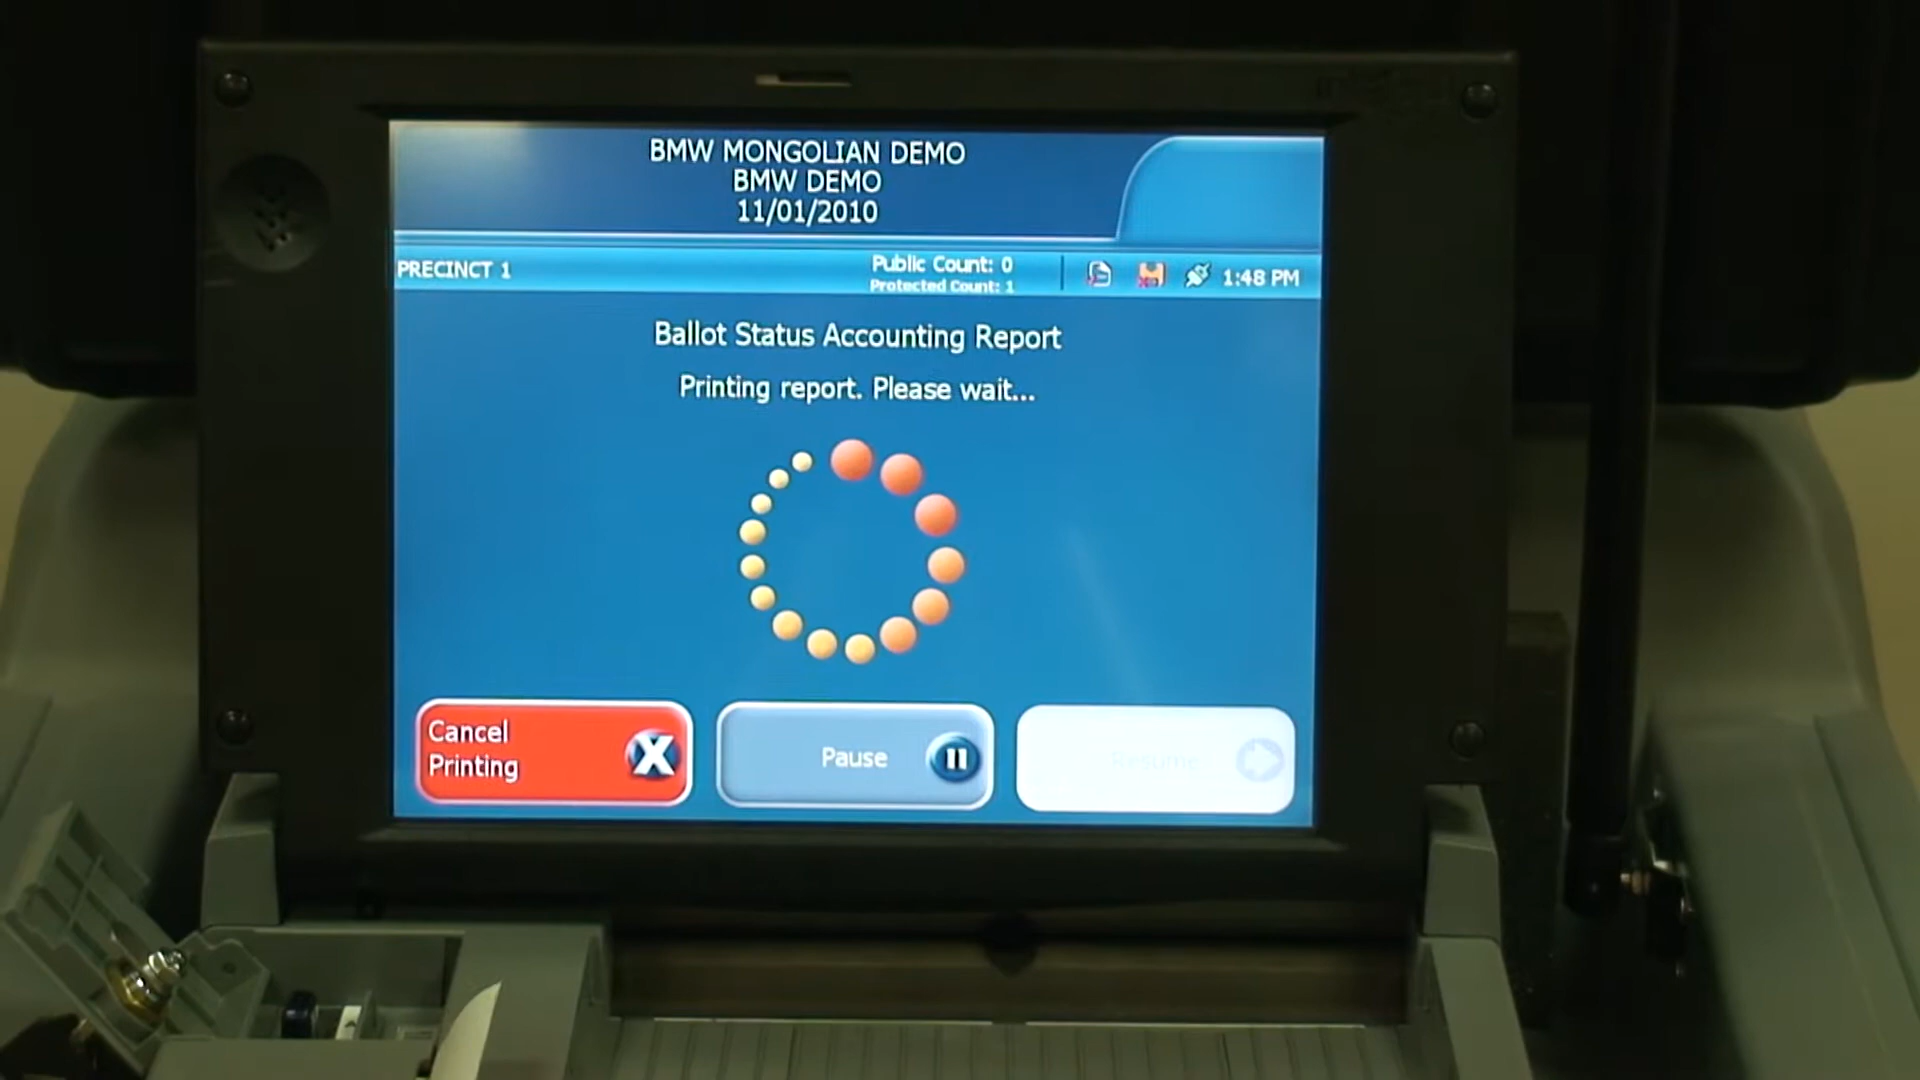 BMW MONGOLIAN DEMO
BMW DEMO
11/01/2010
PRECINCT 1
Public Count: 0
Protected Count: 1
1:48 PM
Ballot Status Accounting Report
Printing report. Please wait...
Cancel
Printing
Pause
Resume